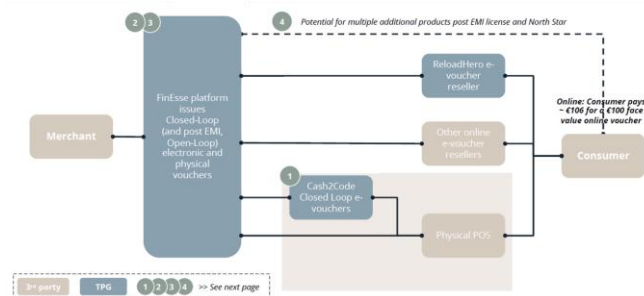 2 3
4 Potential for multiple additional products post EMI license and North Star
FinEsse platform
issues
Closed-Loop
(and post EMI,
Open-Loop)
electronic and
physical
vouchers
ReloadHero e-
voucher
reseller
Online: Consumer pays
~ €106 for a €100 face
value online voucher
Merchant
Other online
e-voucher
resellers
Consumer
1
Cash2Code
Closed Loop e-
vouchers
Physical POS
3rd party
TPG
1 2 3 4 >> See next page